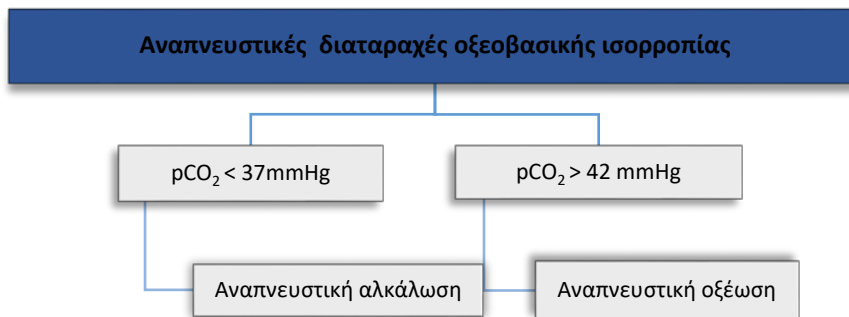 Αναπνευστικές διαταραχές οξεοβασικής ισορροπίας
pCO₂ < 37mmHg
pCO₂ > 42 mmHg
Αναπνευστική αλκάλωση
Αναπνευστική οξέωση